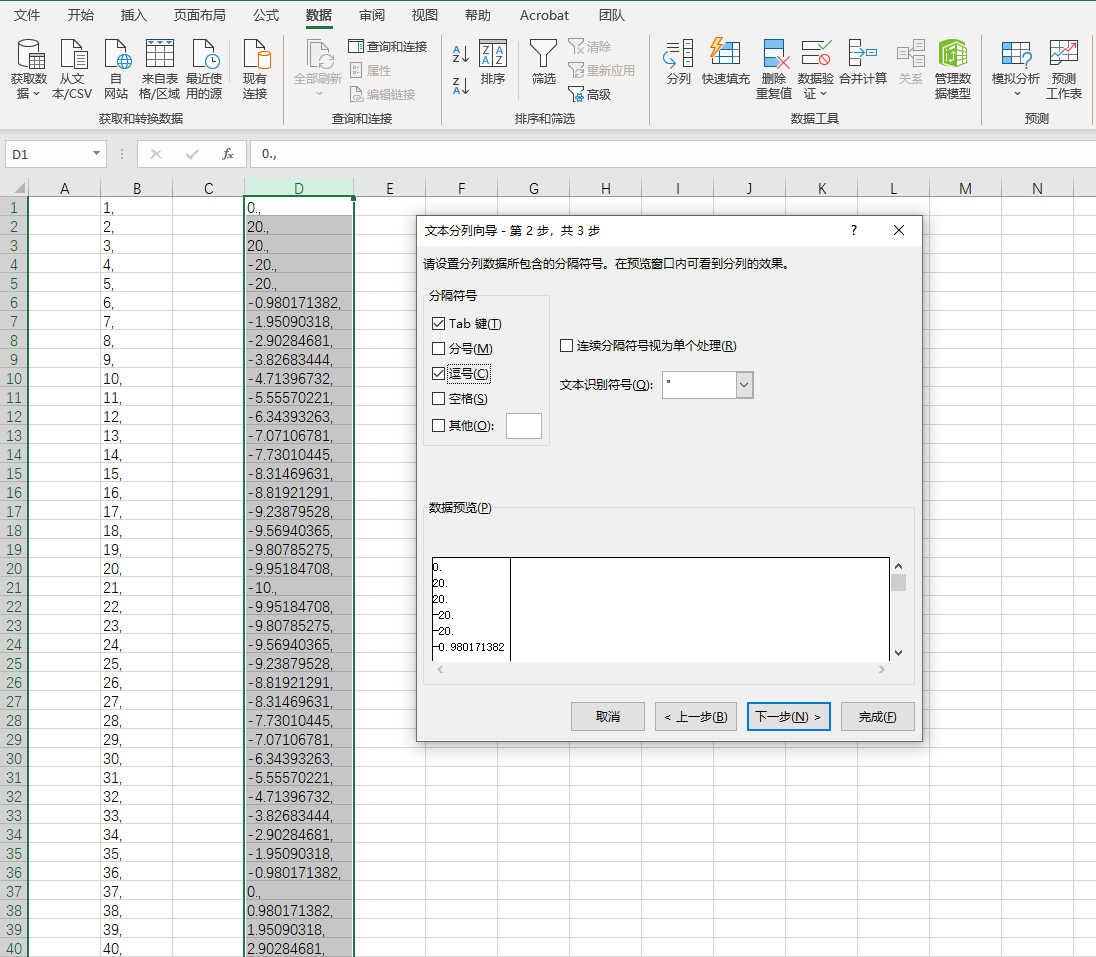 文件 开始 插入 页面布局 公式 数据 审阅 视图 帮助 Acrobat 团队
获取数据 从文本/CSV 自网站 来自表格/区域 最近使用的源 现有连接 全部刷新 查询和连接 属性 编辑链接 排序 筛选 清除 重新应用 高级 分列 快速填充 删除重复值 数据验证 合并计算 关系 管理数据模型 模拟分析 预测工作表
获取和转换数据 查询和连接 排序和筛选 数据工具 预测
D1 fx 0.,
A B C D E F G H I J K L M N
1 1, 0.,
2 2, 20.,
3 3, 20.,
4 4, -20.,
5 5, -20.,
6 6, -0.980171382,
7 7, -1.95090318,
8 8, -2.90284681,
9 9, -3.82683444,
10 10, -4.71396732,
11 11, -5.55570221,
12 12, -6.34393263,
13 13, -7.07106781,
14 14, -7.73010445,
15 15, -8.31469631,
16 16, -8.81921291,
17 17, -9.23879528,
18 18, -9.56940365,
19 19, -9.80785275,
20 20, -9.95184708,
21 21, -10.,
22 22, -9.95184708,
23 23, -9.80785275,
24 24, -9.56940365,
25 25, -9.23879528,
26 26, -8.81921291,
27 27, -8.31469631,
28 28, -7.73010445,
29 29, -7.07106781,
30 30, -6.34393263,
31 31, -5.55570221,
32 32, -4.71396732,
33 33, -3.82683444,
34 34, -2.90284681,
35 35, -1.95090318,
36 36, -0.980171382,
37 37, 0.,
38 38, 0.980171382,
39 39, 1.95090318,
40 40, 2.90284681,
文本分列向导 - 第 2 步，共 3 步 ?
请设置分列数据所包含的分隔符号。在预览窗口内可看到分列的效果。
分隔符号
Tab 键(T)
分号(M)
逗号(C)
空格(S)
其他(O):
连续分隔符号视为单个处理(R)
文本识别符号(Q): "
数据预览(P)
0.
20.
20.
-20.
-20.
-0.980171382
取消 < 上一步(B) 下一步(N) > 完成(F)